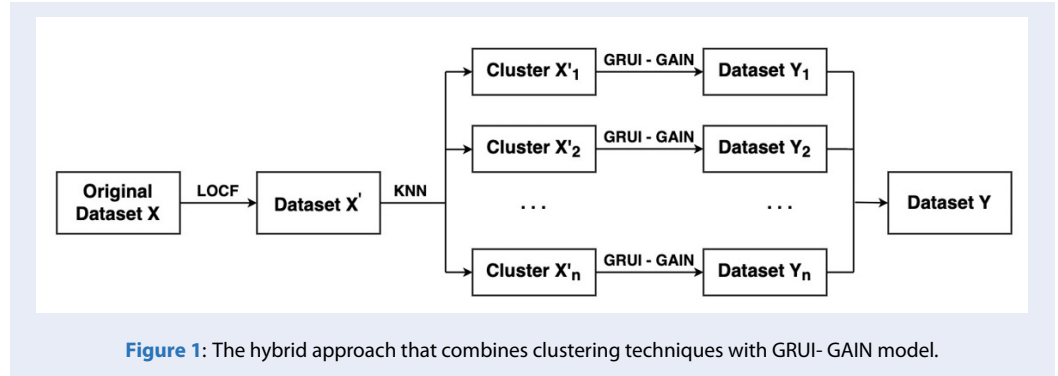 Cluster X'1 GRUI - GAIN Dataset Y1
Cluster X'2 GRUI - GAIN Dataset Y2
Original
Dataset X
LOCF
Dataset X'
KNN
. . .
. . .
Dataset Y
Cluster X'n GRUI - GAIN Dataset Yn
Figure 1: The hybrid approach that combines clustering techniques with GRUI- GAIN model.